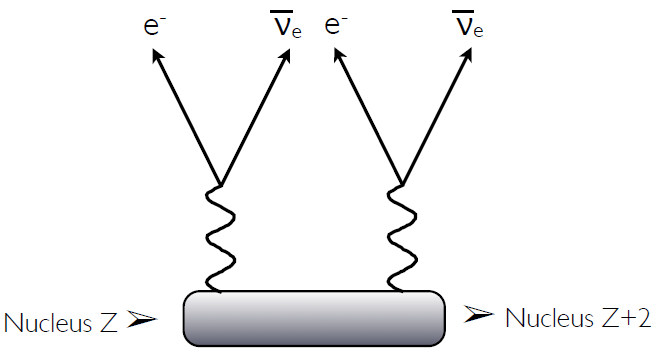 e⁻ ν̅ₑ e⁻ ν̅ₑ
Nucleus Z ➢ ➢ Nucleus Z+2